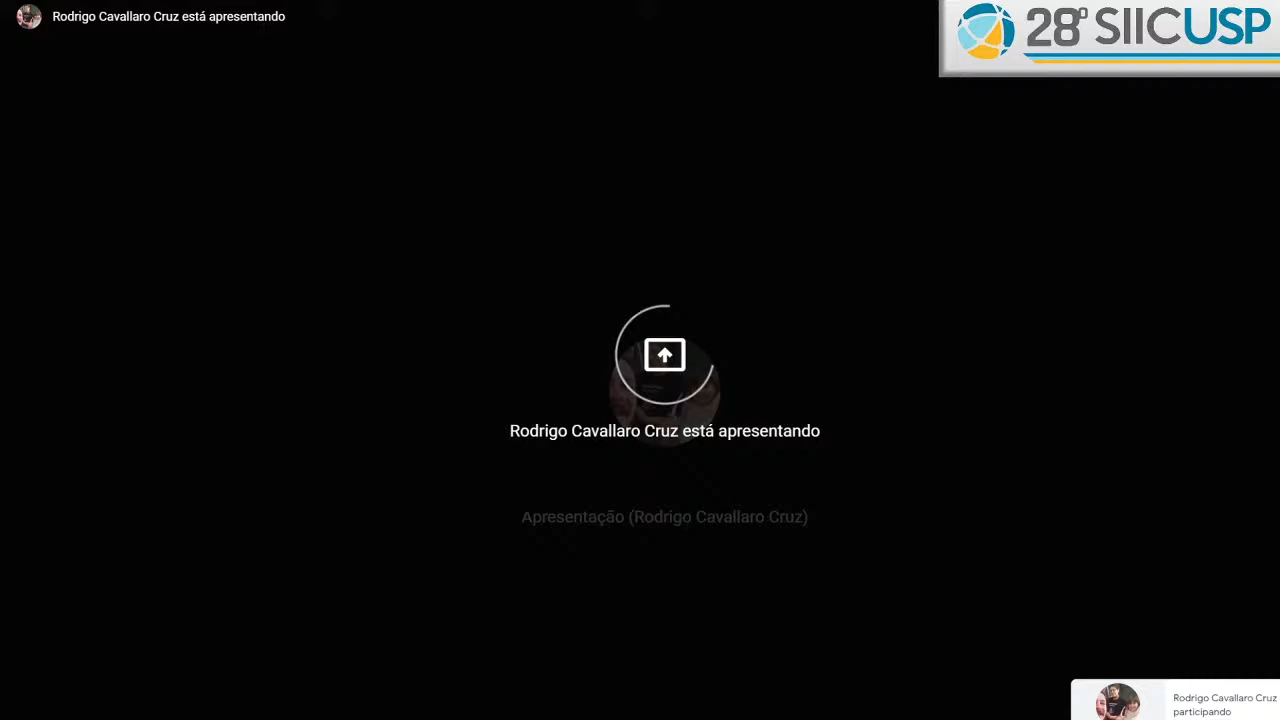 Rodrigo Cavallaro Cruz está apresentando
28º SIICUSP
Rodrigo Cavallaro Cruz está apresentando
Apresentação (Rodrigo Cavallaro Cruz)
Rodrigo Cavallaro Cruz
participando